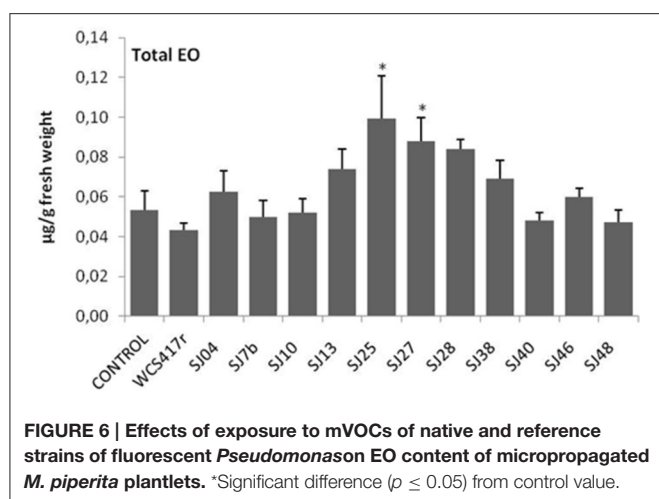 0,14
0,12
0,10
0,08
0,06
0,04
0,02
0,00
µg/g fresh weight
Total EO
*
*
CONTROL
WCS417r
SJ04
SJ7b
SJ10
SJ13
SJ25
SJ27
SJ28
SJ38
SJ40
SJ46
SJ48
FIGURE 6 | Effects of exposure to mVOCs of native and reference
strains of fluorescent Pseudomonason EO content of micropropagated
M. piperita plantlets. *Significant difference (p ≤ 0.05) from control value.